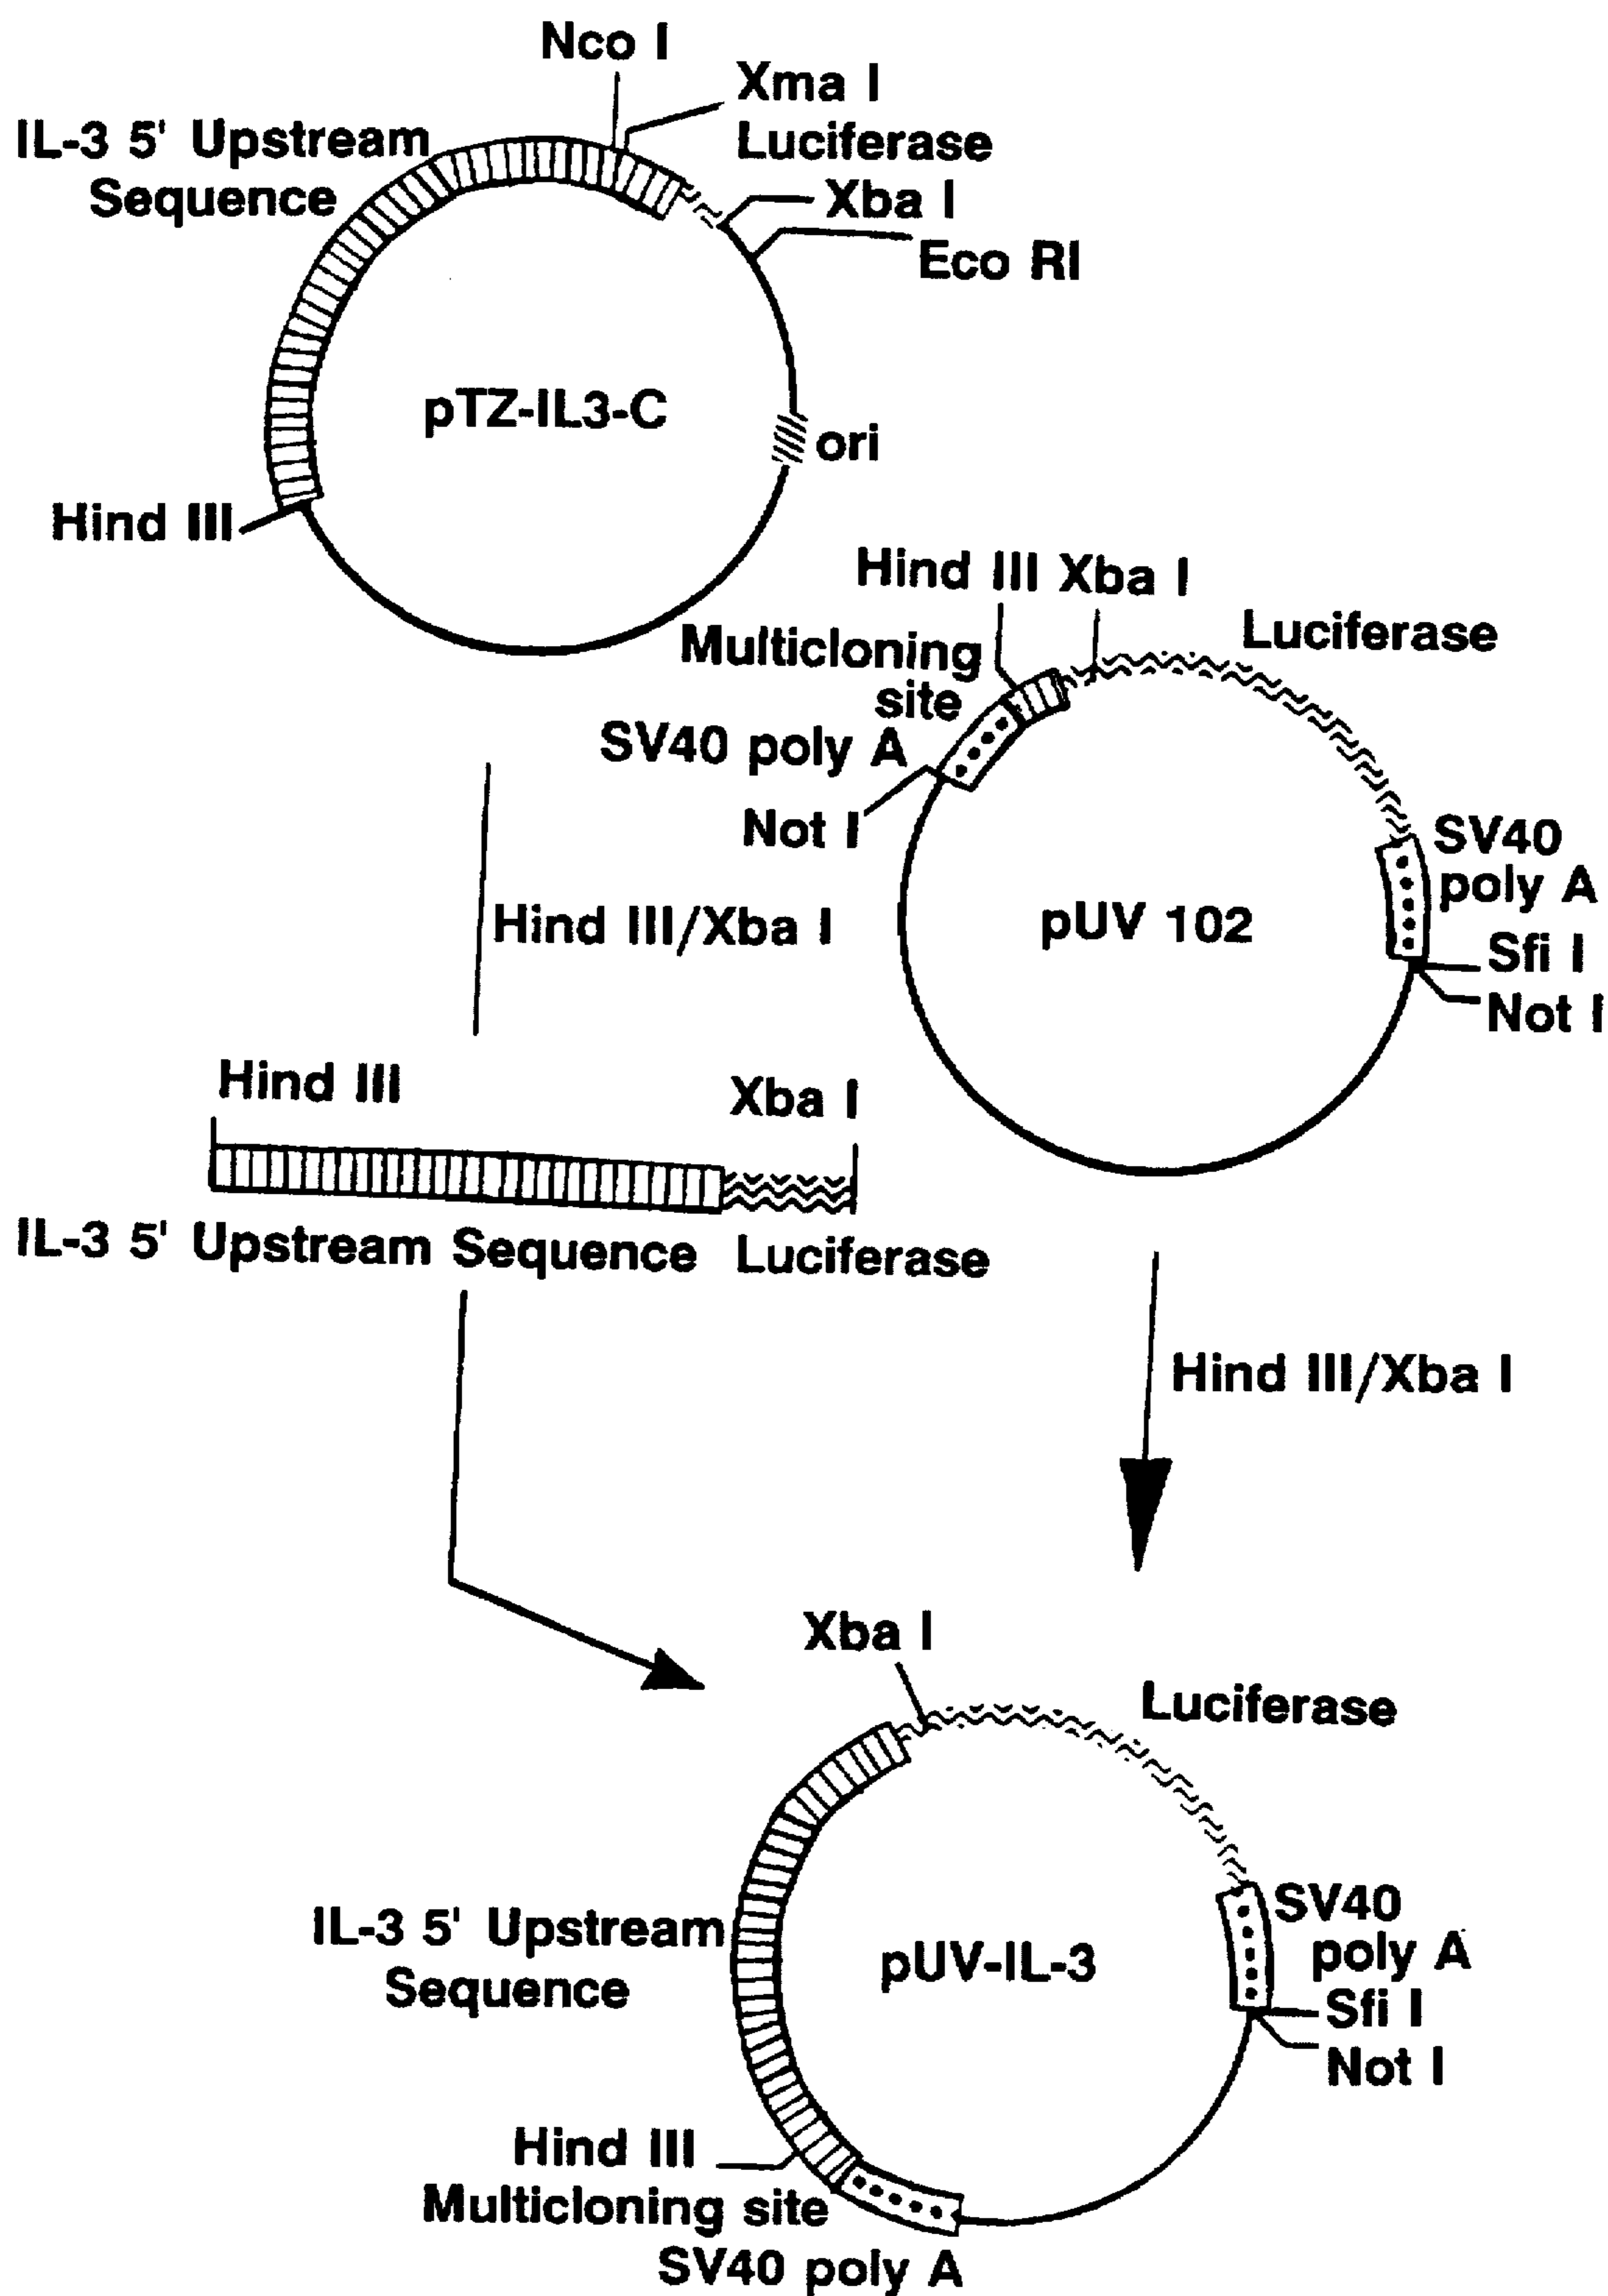 Nco I
Xma I
Luciferase
IL-3 5' Upstream
Sequence
Xba I
Eco RI
pTZ-IL3-C
ori
Hind III
Hind III Xba I
Luciferase
Multicloning
site
SV40 poly A
Not I
SV40
poly A
pUV 102
Sfi I
Not I
Hind III/Xba I
Hind III
Xba I
IL-3 5' Upstream Sequence Luciferase
Hind III/Xba I
Xba I
Luciferase
IL-3 5' Upstream
Sequence
pUV-IL-3
SV40
poly A
Sfi I
Not I
Hind III
Multicloning site
SV40 poly A